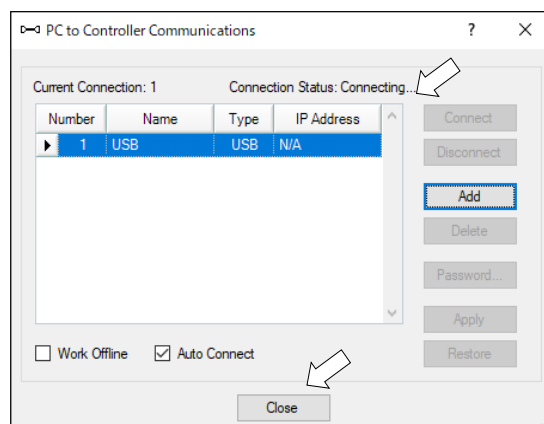 PC to Controller Communications ?
Current Connection: 1 Connection Status: Connecting...
Number Name Type IP Address
1 USB USB N/A
Connect
Disconnect
Add
Delete
Password...
Apply
Work Offline Auto Connect Restore
Close